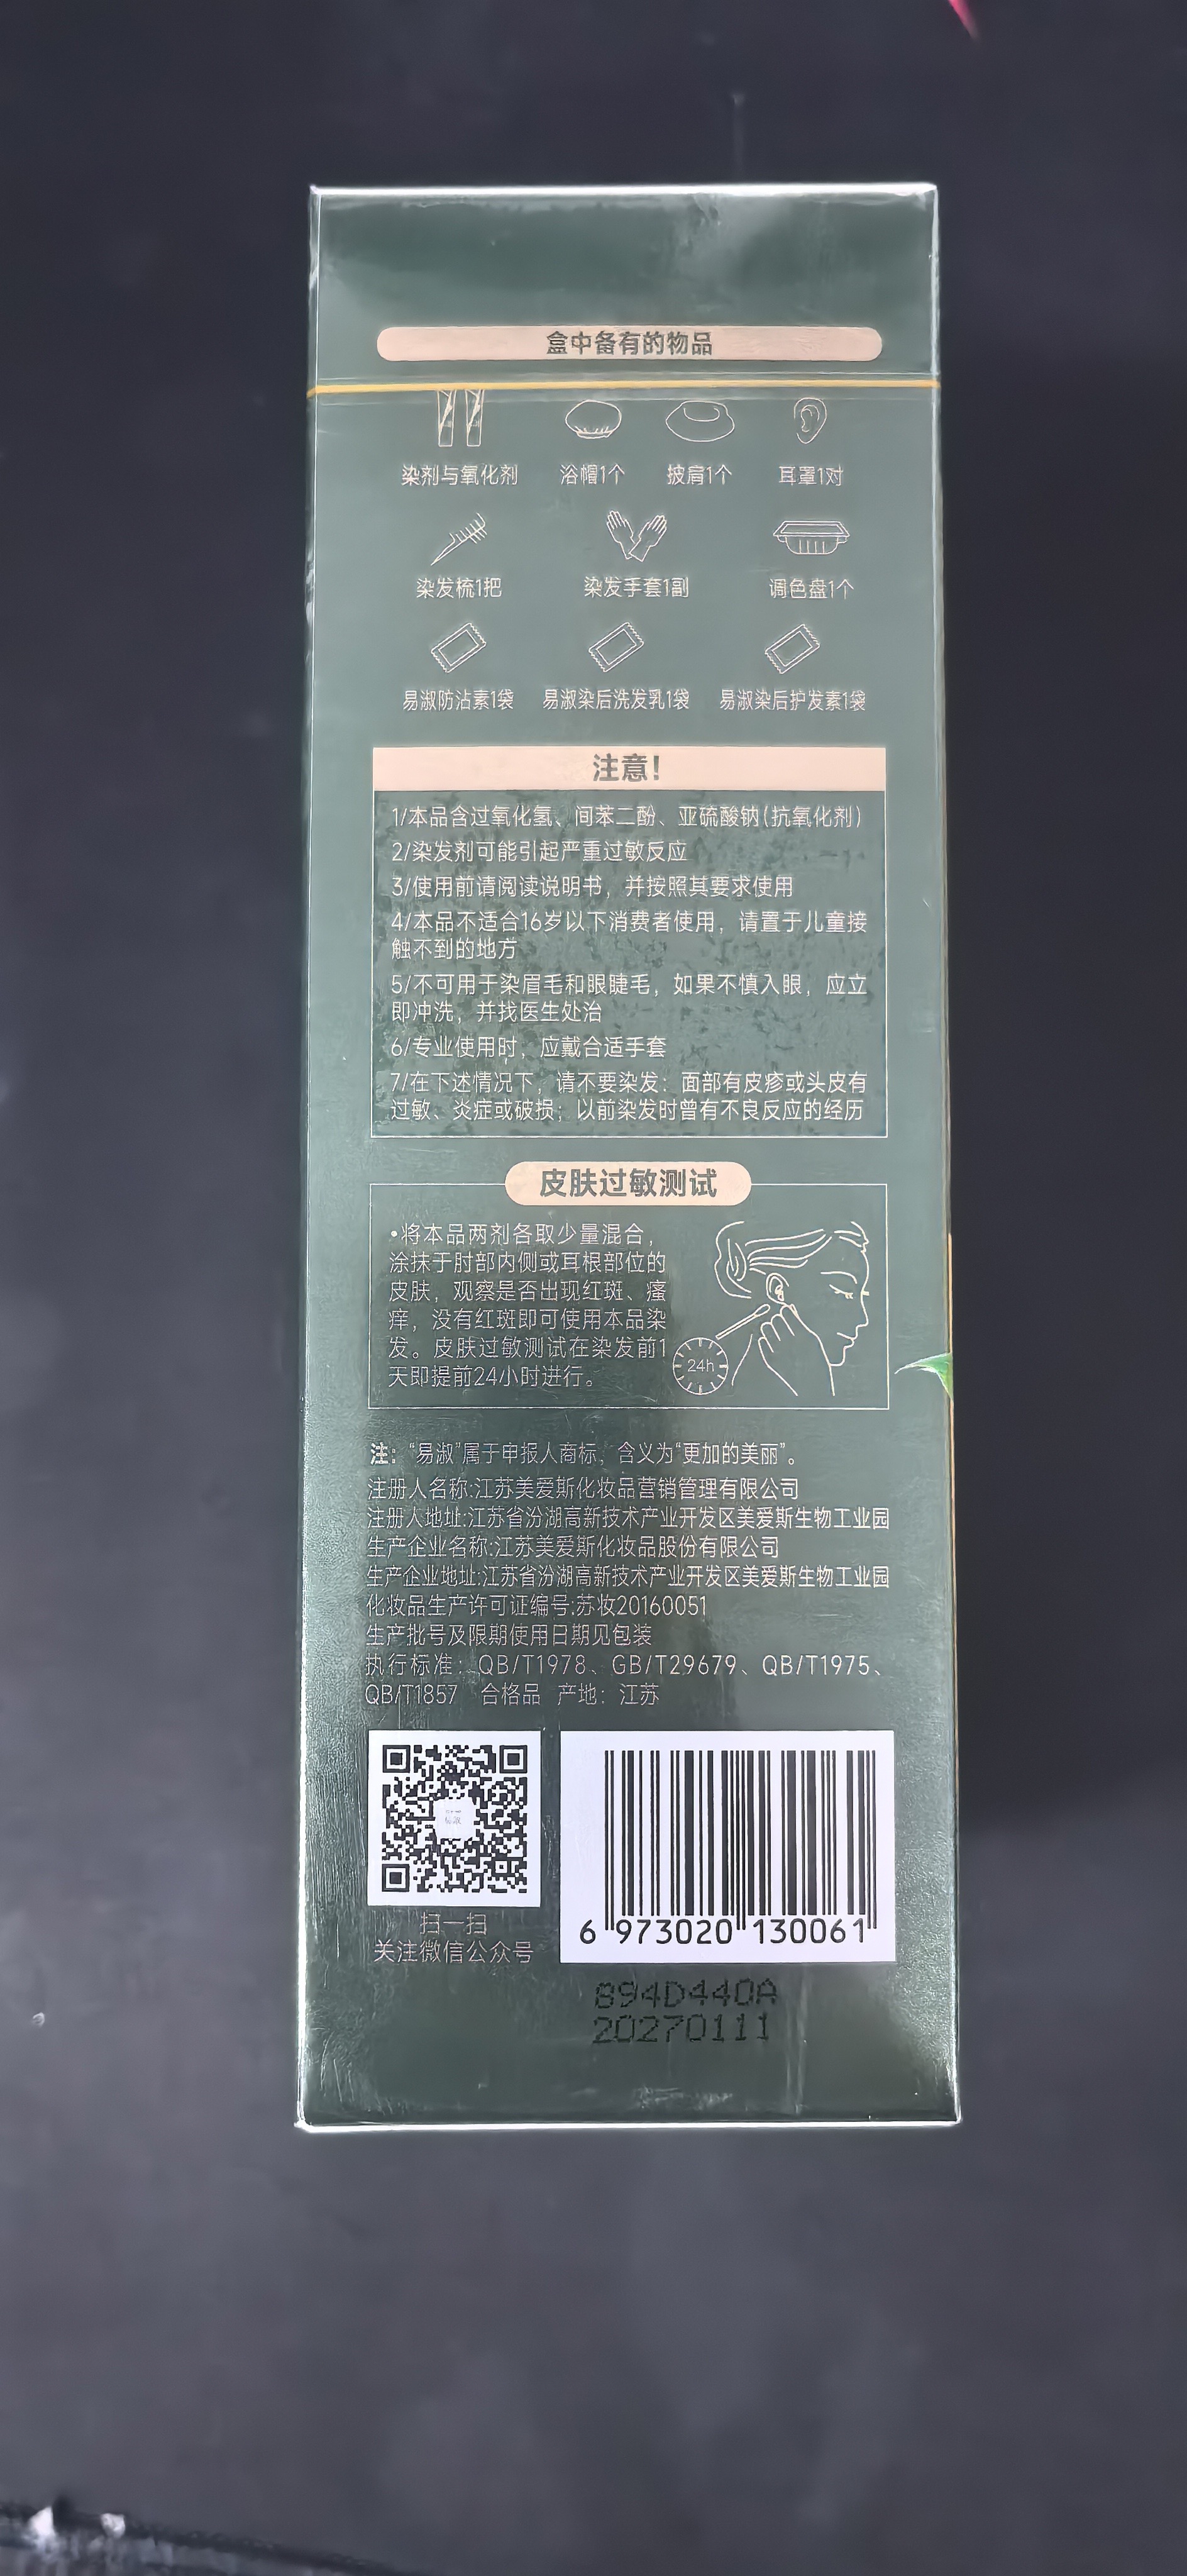 盒中备有的物品
染剂与氧化剂 浴帽1个 披肩1个 耳罩1对
染发梳1把 染发手套1副 调色盘1个
易淑防沾素1袋 易淑染后洗发乳1袋 易淑染后护发素1袋
注意！
1/本品含过氧化氢、间苯二酚、亚硫酸钠（抗氧化剂）
2/染发剂可能引起严重过敏反应
3/使用前请阅读说明书，并按照其要求使用
4/本品不适合16岁以下消费者使用，请置于儿童接
触不到的地方
5/不可用于染眉毛和眼睫毛，如果不慎入眼，应立
即冲洗，并找医生处治
6/专业使用时，应戴合适手套
7/在下述情况下，请不要染发：面部有皮疹或头皮有
过敏、炎症或破损；以前染发时曾有不良反应的经历
皮肤过敏测试
•将本品两剂各取少量混合，
涂抹于肘部内侧或耳根部位的
皮肤，观察是否出现红斑、瘙
痒，没有红斑即可使用本品染
发。皮肤过敏测试在染发前1
天即提前24小时进行。
24h
注：“易淑”属于申报人商标，含义为“更加的美丽”。
注册人名称:江苏美爱斯化妆品营销管理有限公司
注册人地址:江苏省汾湖高新技术产业开发区美爱斯生物工业园
生产企业名称:江苏美爱斯化妆品股份有限公司
生产企业地址:江苏省汾湖高新技术产业开发区美爱斯生物工业园
化妆品生产许可证编号:苏妆20160051
生产批号及限期使用日期见包装
执行标准：QB/T1978、GB/T29679、QB/T1975、
QB/T1857 合格品 产地：江苏
扫一扫
关注微信公众号
6 973020 130061
894D440A
20270111